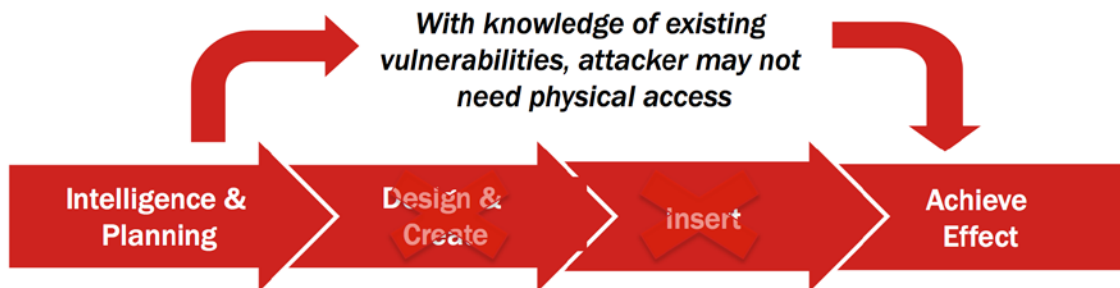 With knowledge of existing
vulnerabilities, attacker may not
need physical access
Intelligence &
Planning
Design &
Create
insert
Achieve
Effect